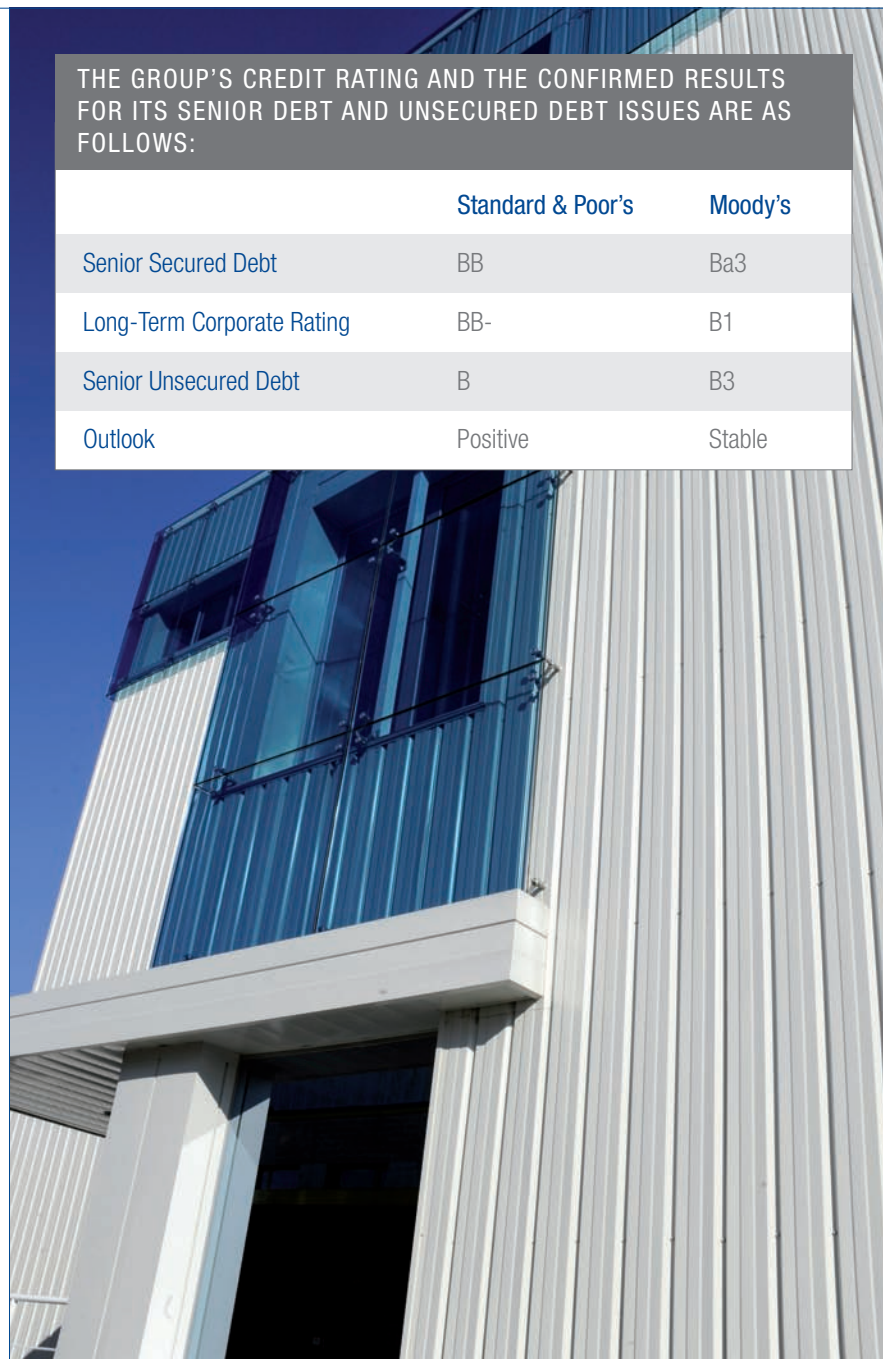 THE GROUP'S CREDIT RATING AND THE CONFIRMED RESULTS
FOR ITS SENIOR DEBT AND UNSECURED DEBT ISSUES ARE AS
FOLLOWS:
Standard & Poor's Moody's
Senior Secured Debt BB Ba3
Long-Term Corporate Rating BB- B1
Senior Unsecured Debt B B3
Outlook Positive Stable